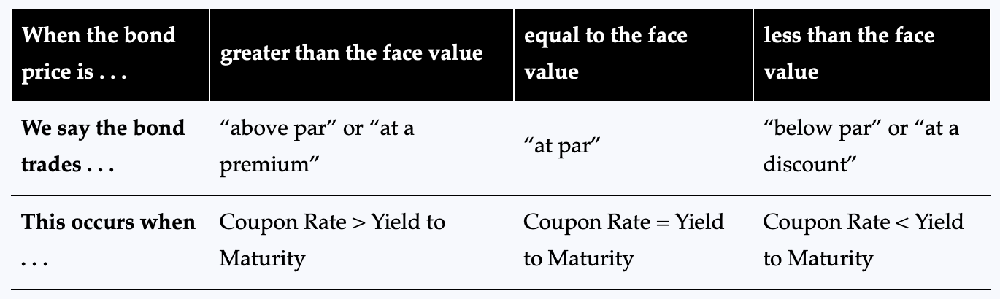 When the bond
price is . . .
greater than the face value
equal to the face
value
less than the face
value
We say the bond
trades . . .
“above par” or “at a
premium”
“at par”
“below par” or “at a
discount”
This occurs when
. . .
Coupon Rate > Yield to
Maturity
Coupon Rate = Yield
to Maturity
Coupon Rate < Yield
to Maturity